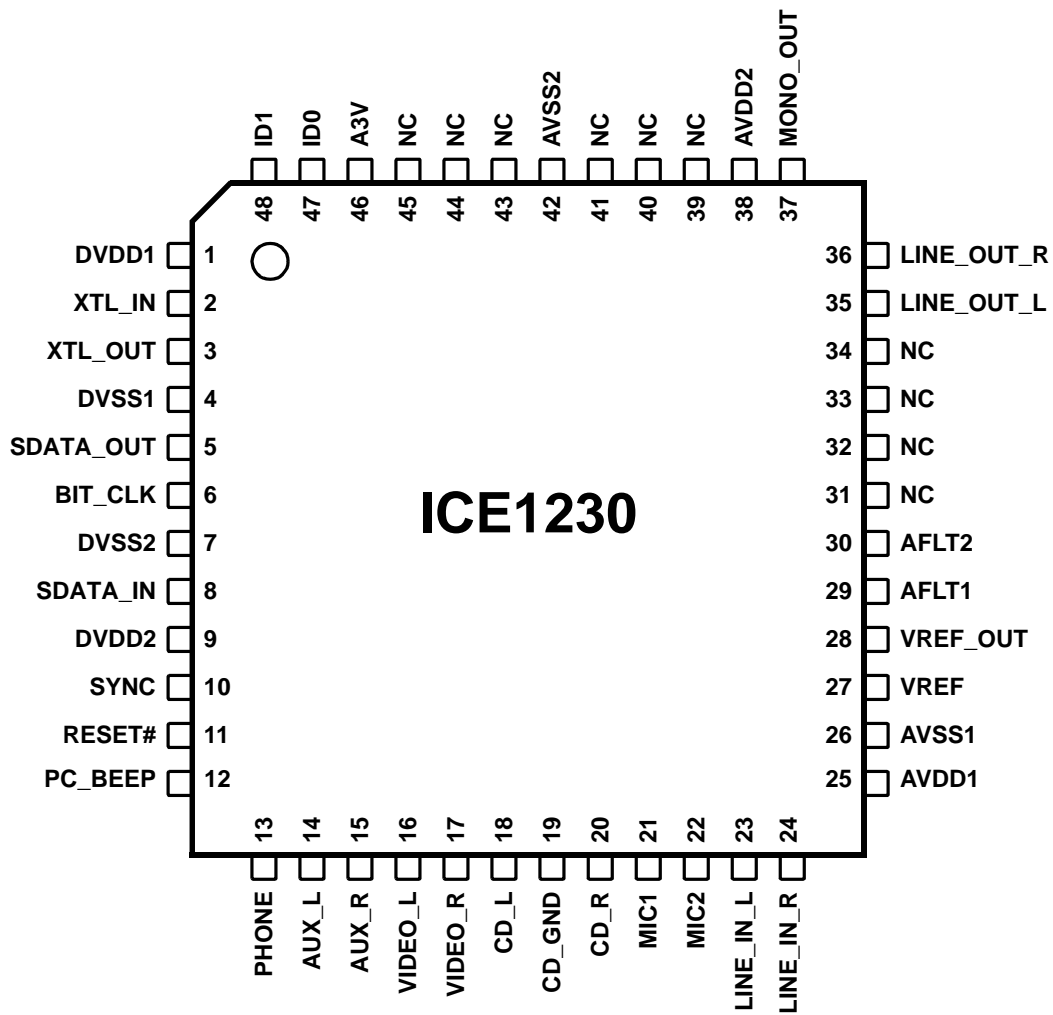 ID1 ID0 A3V NC NC NC AVSS2 NC NC NC AVDD2 MONO_OUT
48 47 46 45 44 43 42 41 40 39 38 37
DVDD1 1 36 LINE_OUT_R
XTL_IN 2 35 LINE_OUT_L
XTL_OUT 3 34 NC
DVSS1 4 33 NC
SDATA_OUT 5 32 NC
BIT_CLK 6 31 NC
ICE1230
DVSS2 7 30 AFLT2
SDATA_IN 8 29 AFLT1
DVDD2 9 28 VREF_OUT
SYNC 10 27 VREF
RESET# 11 26 AVSS1
PC_BEEP 12 25 AVDD1
13 14 15 16 17 18 19 20 21 22 23 24
PHONE AUX_L AUX_R VIDEO_L VIDEO_R CD_L CD_GND CD_R MIC1 MIC2 LINE_IN_L LINE_IN_R